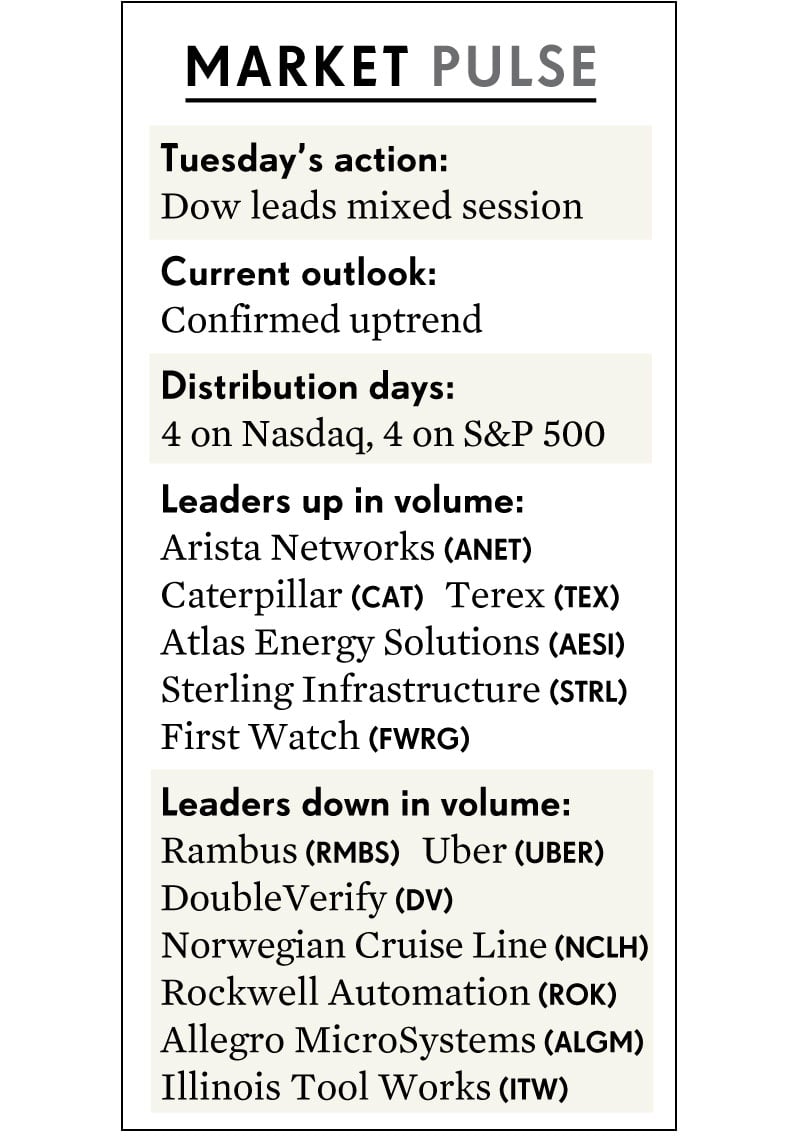 MARKET PULSE
Tuesday's action:
Dow leads mixed session
Current outlook:
Confirmed uptrend
Distribution days:
4 on Nasdaq, 4 on S&P 500
Leaders up in volume:
Arista Networks (ANET)
Caterpillar (CAT) Terex (TEX)
Atlas Energy Solutions (AESI)
Sterling Infrastructure (STRL)
First Watch (FWRG)
Leaders down in volume:
Rambus (RMBS) Uber (UBER)
DoubleVerify (DV)
Norwegian Cruise Line (NCLH)
Rockwell Automation (ROK)
Allegro MicroSystems (ALGM)
Illinois Tool Works (ITW)